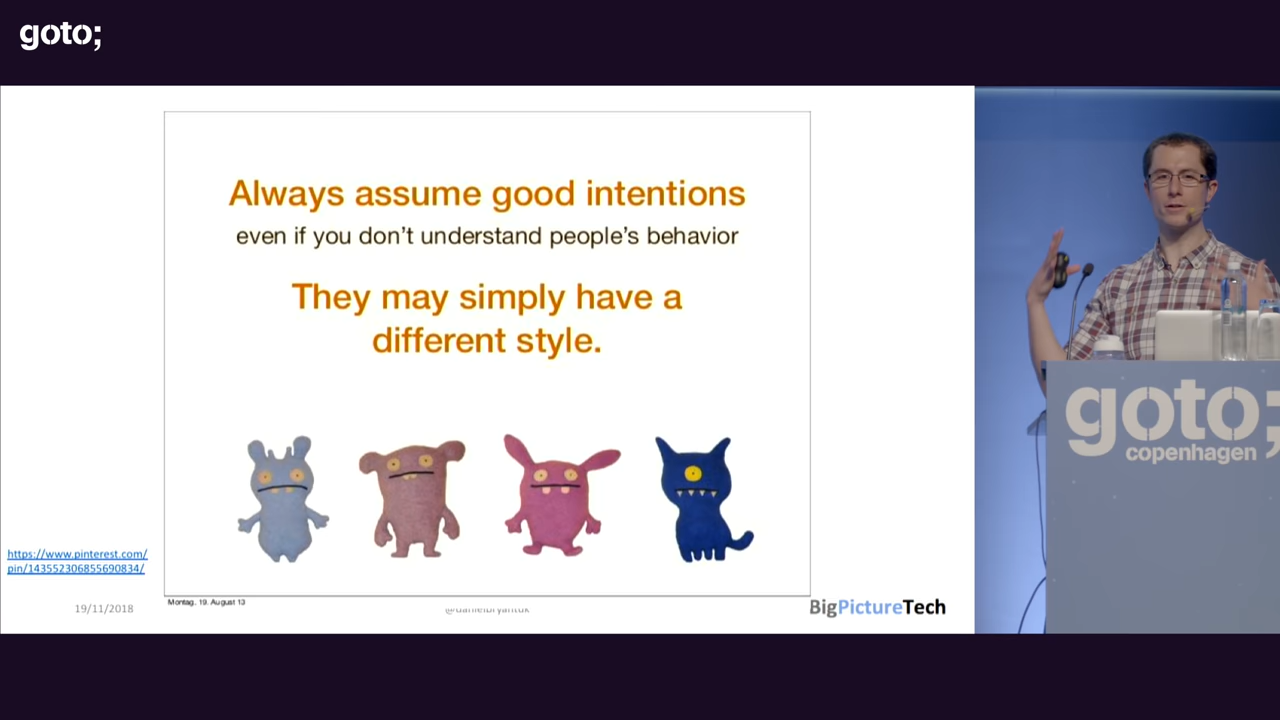 goto;
Always assume good intentions
even if you don't understand people's behavior
They may simply have a
different style.
https://www.pinterest.com/
pin/143552306855690834/
Montag, 19. August 13
19/11/2018
@danielbryantuk
BigPictureTech
goto;
copenhagen